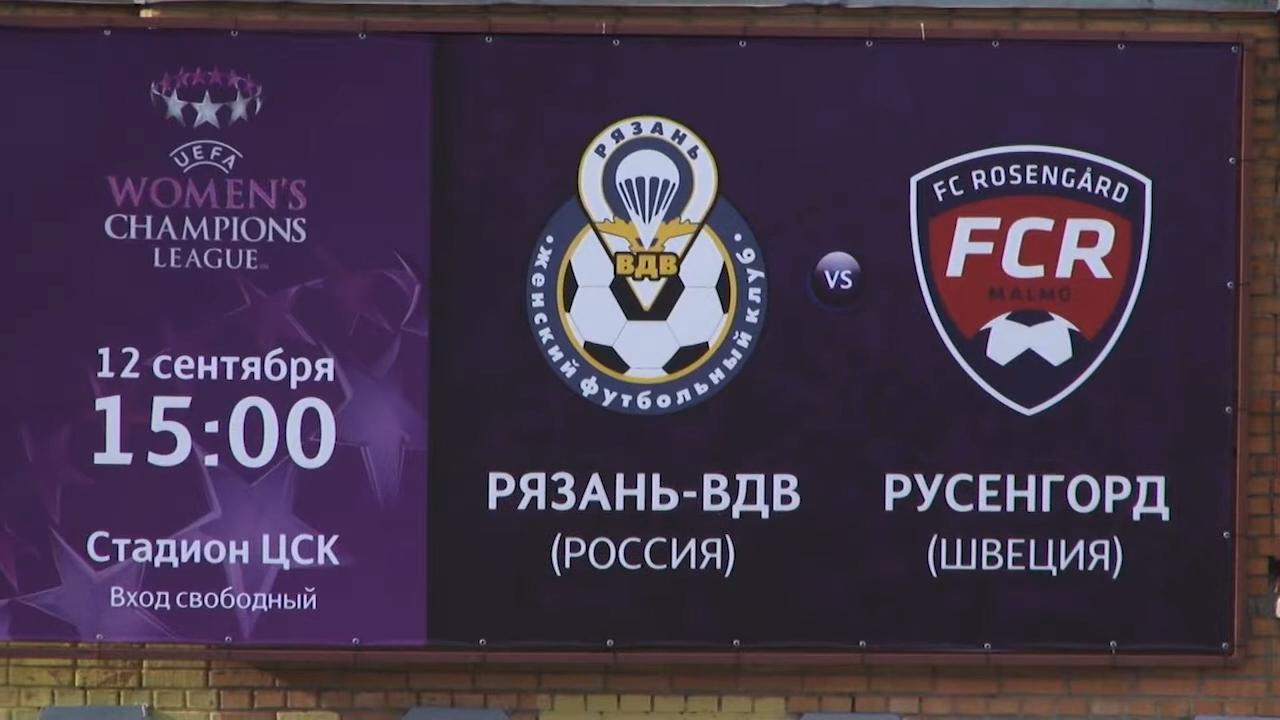 UEFA
WOMEN'S
CHAMPIONS
LEAGUE
12 сентября
15:00
Стадион ЦСК
Вход свободный
РЯЗАНЬ
ВДВ
• Женский футбольный клуб •
РЯЗАНЬ-ВДВ
(РОССИЯ)
VS
FC ROSENGÅRD
FCR
MALMÖ
РУСЕНГОРД
(ШВЕЦИЯ)